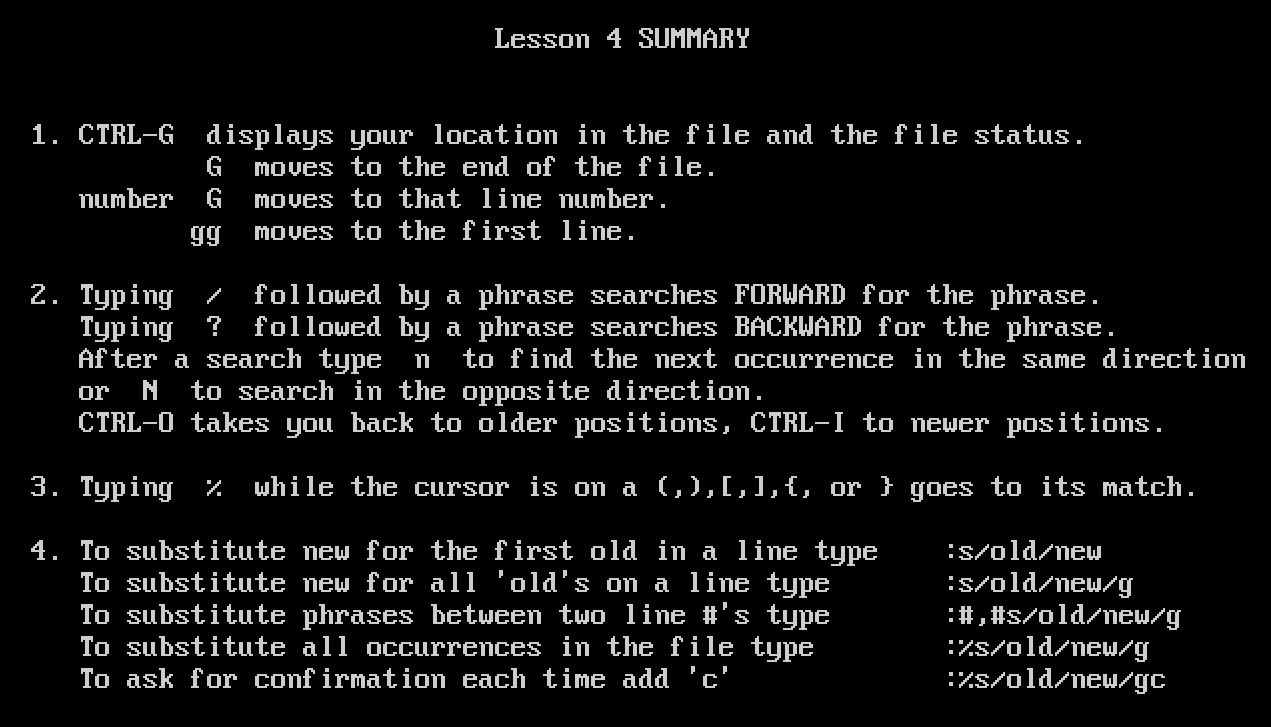 Lesson 4 SUMMARY
1. CTRL-G  displays your location in the file and the file status.
G  moves to the end of the file.
number  G  moves to that line number.
gg  moves to the first line.
2. Typing  /  followed by a phrase searches FORWARD for the phrase.
Typing  ?  followed by a phrase searches BACKWARD for the phrase.
After a search type  n  to find the next occurrence in the same direction
or  N  to search in the opposite direction.
CTRL-O takes you back to older positions, CTRL-I to newer positions.
3. Typing  %  while the cursor is on a (,),[,],{, or } goes to its match.
4. To substitute new for the first old in a line type    :s/old/new
To substitute new for all 'old's on a line type       :s/old/new/g
To substitute phrases between two line #'s type       :#,#s/old/new/g
To substitute all occurrences in the file type        :%s/old/new/g
To ask for confirmation each time add 'c'             :%s/old/new/gc